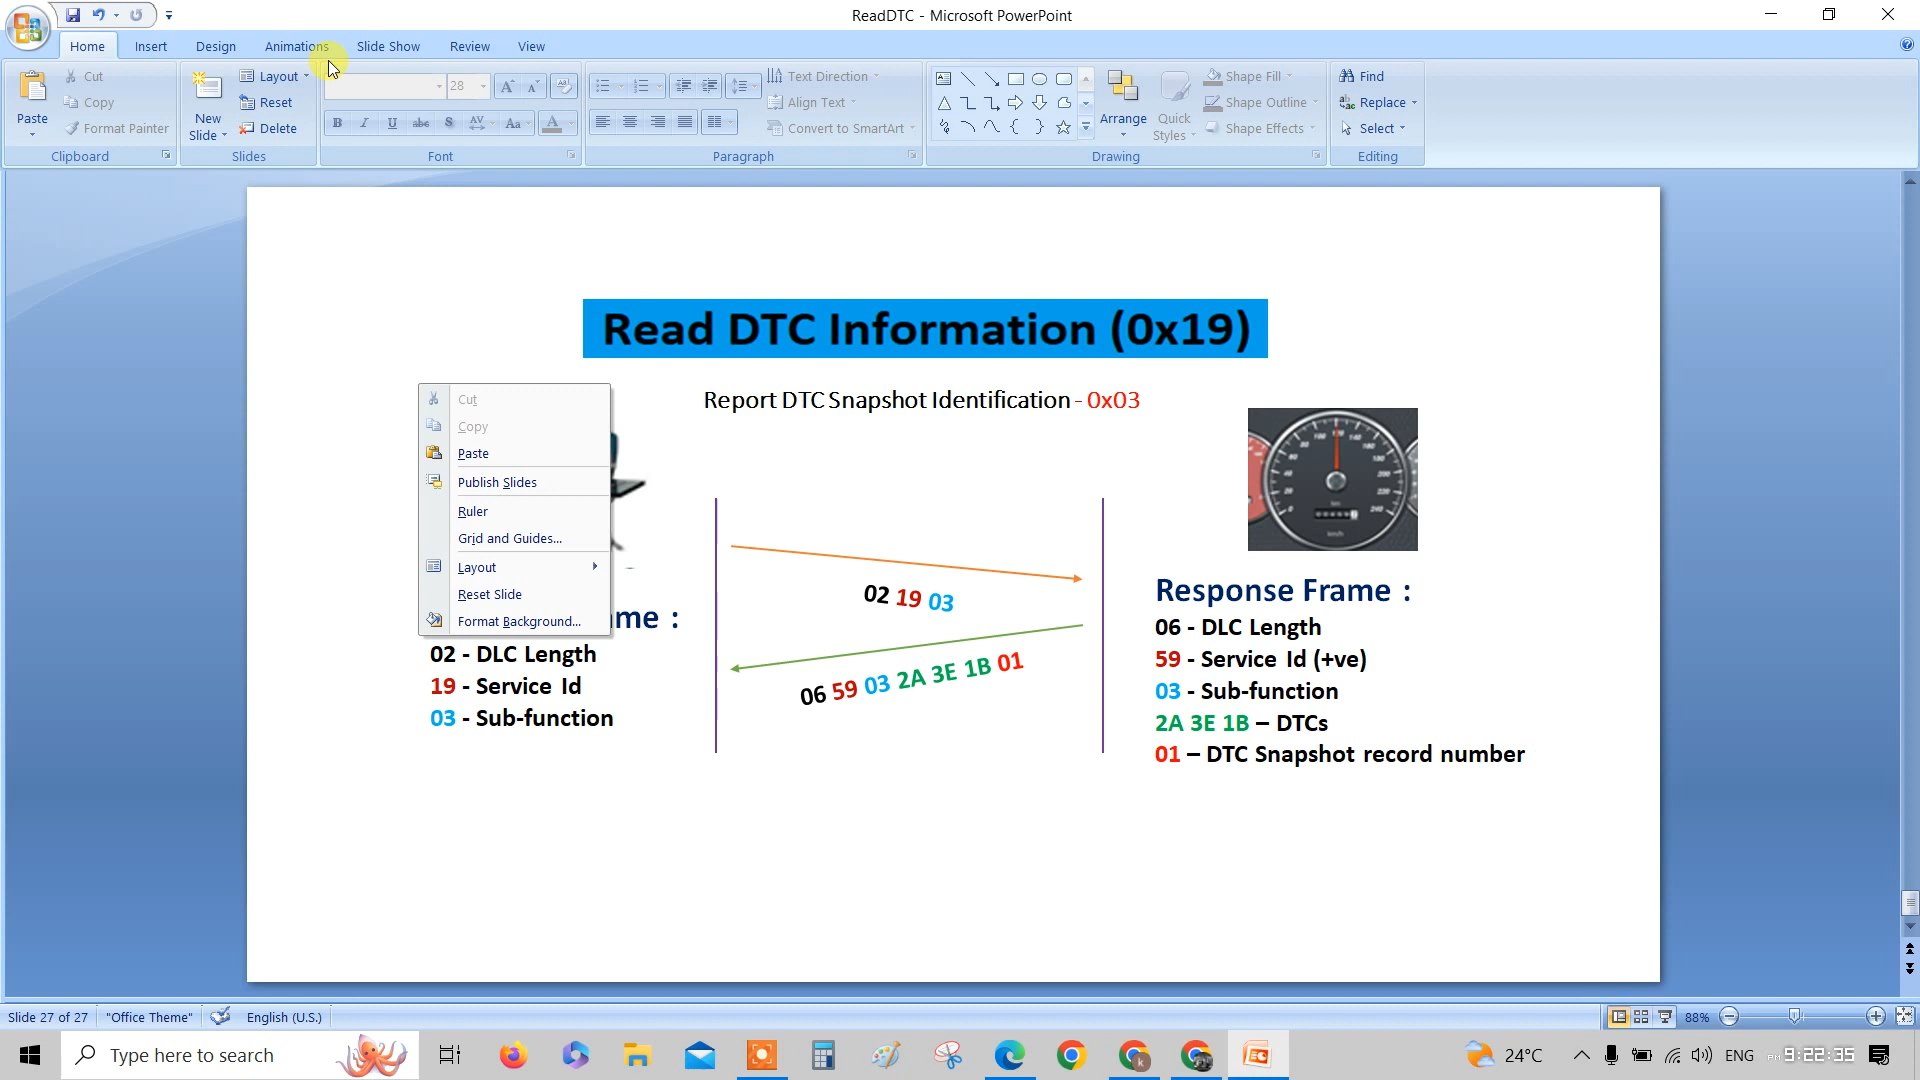 ReadDTC - Microsoft PowerPoint
Home Insert Design Animations Slide Show Review View
Paste
Cut
Copy
Format Painter
Clipboard
New Slide
Layout
Reset
Delete
Slides
28
Font
Text Direction
Align Text
Convert to SmartArt
Paragraph
Arrange
Quick Styles
Shape Fill
Shape Outline
Shape Effects
Drawing
Find
Replace
Select
Editing
Read DTC Information (0x19)
Report DTC Snapshot Identification - 0x03
Cut
Copy
Paste
Publish Slides
Ruler
Grid and Guides...
Layout
Reset Slide
Format Background...
me :
02 - DLC Length
19 - Service Id
03 - Sub-function
02 19 03
06 59 03 2A 3E 1B 01
Response Frame :
06 - DLC Length
59 - Service Id (+ve)
03 - Sub-function
2A 3E 1B – DTCs
01 – DTC Snapshot record number
Slide 27 of 27 "Office Theme" English (U.S.) 88%
Type here to search
24°C ENG 9:22:35